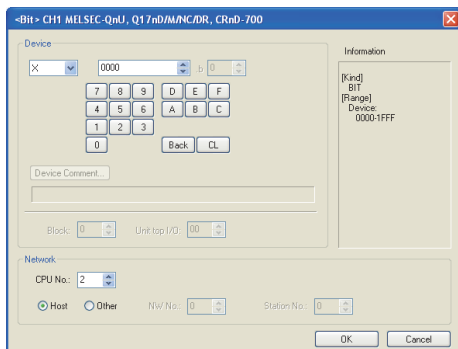 <Bit> CH1 MELSEC-QnU, Q17nD/M/NC/DR, CRnD-700
Device
Information
X 0000 b 0
[Kind]
BIT
[Range]
Device:
0000-1FFF
7 8 9 D E F
4 5 6 A B C
1 2 3
0 Back CL
Device Comment...
Block: 0 Unit top I/O: 00
Network
CPU No.: 2
Host Other NW No.: 0 Station No.: 0
OK Cancel